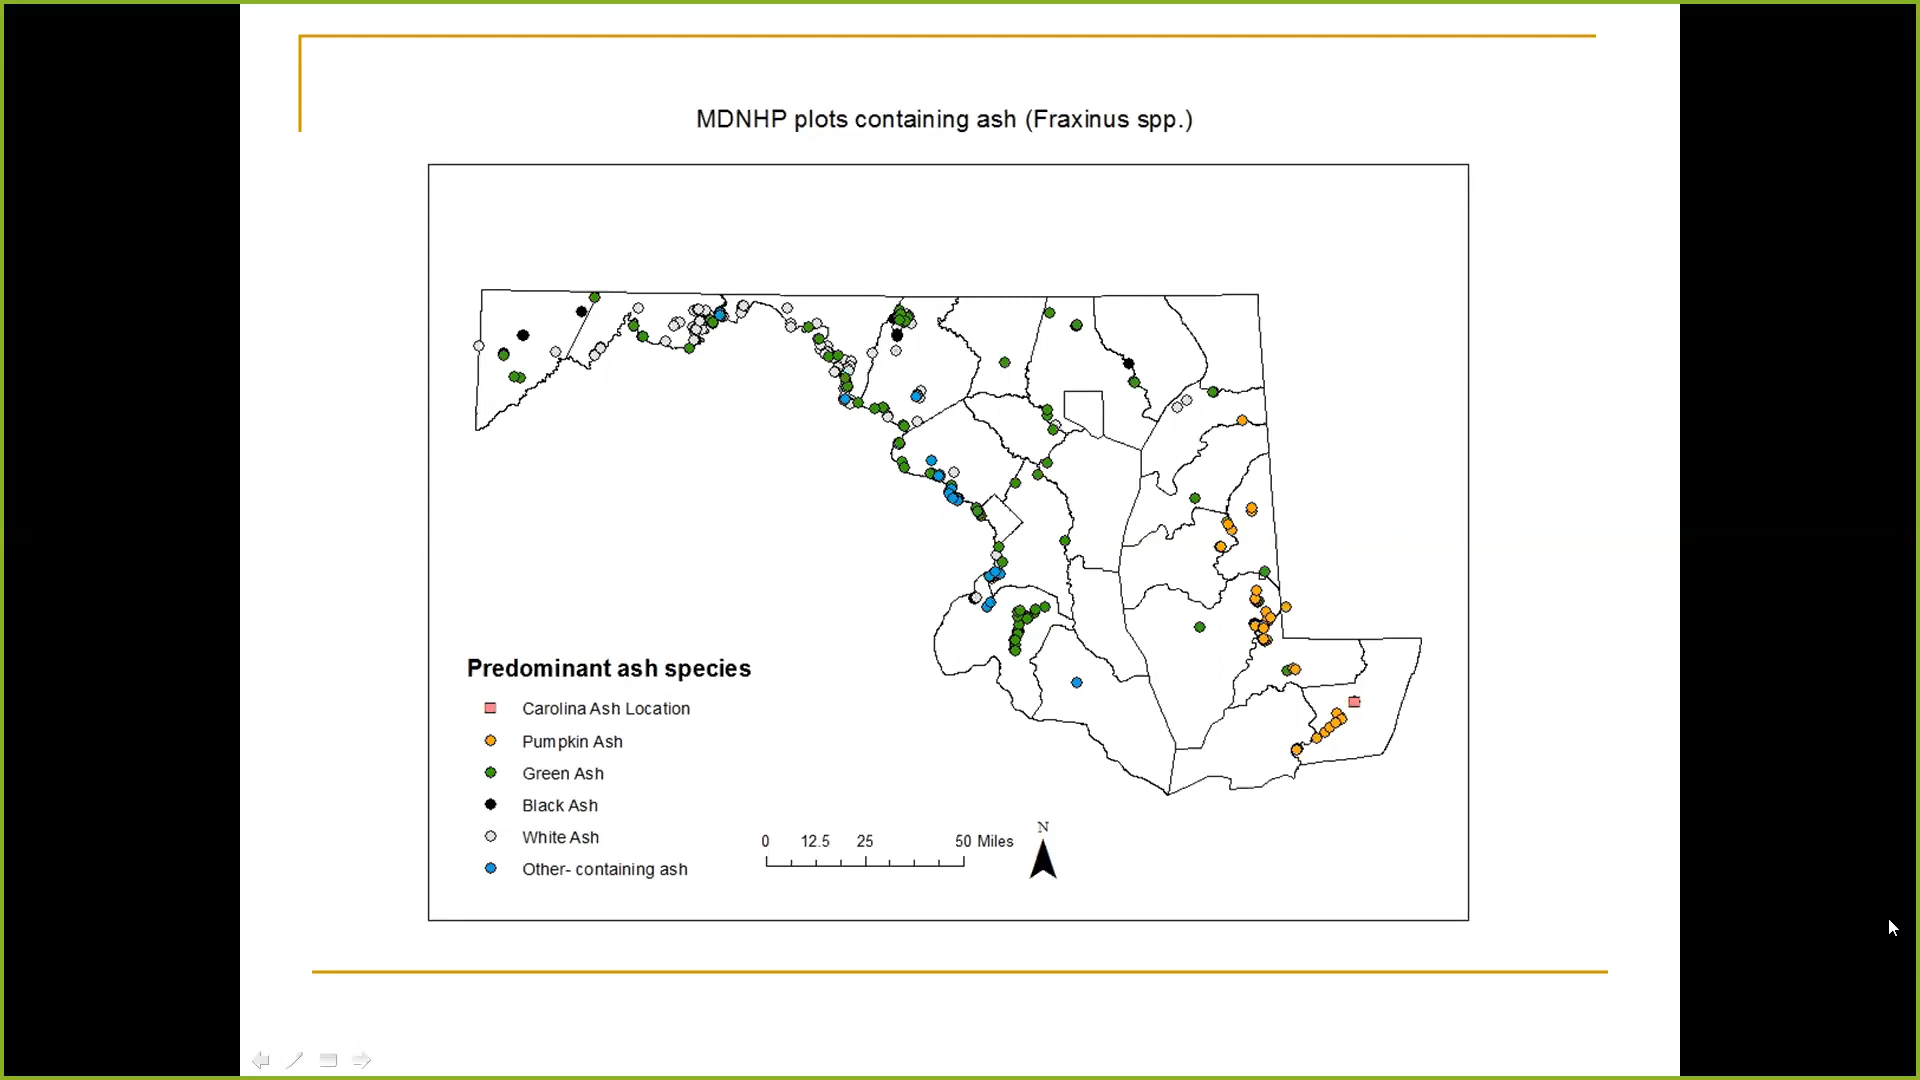 MDNHP plots containing ash (Fraxinus spp.)
Predominant ash species
Carolina Ash Location
Pumpkin Ash
Green Ash
Black Ash
White Ash
Other- containing ash
0 12.5 25 50 Miles
N